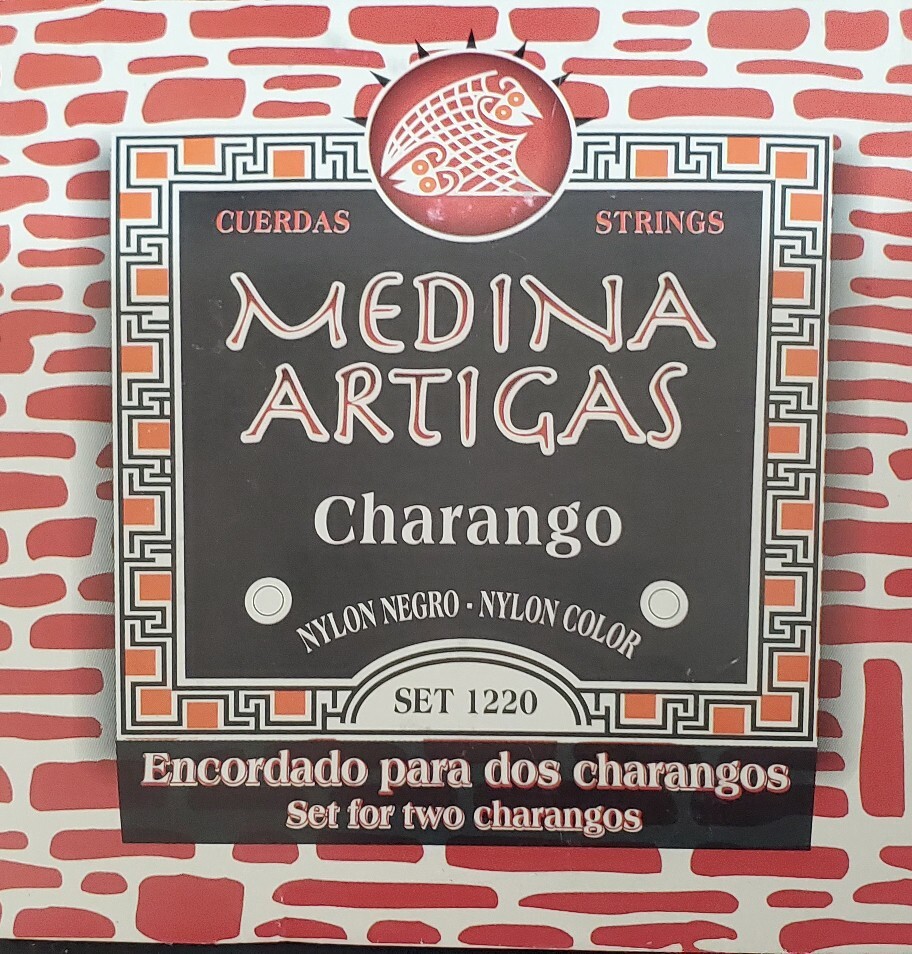 CUERDAS STRINGS
MEDINA
ARTIGAS
Charango
NYLON NEGRO · NYLON COLOR
SET 1220
Encordado para dos charangos
Set for two charangos